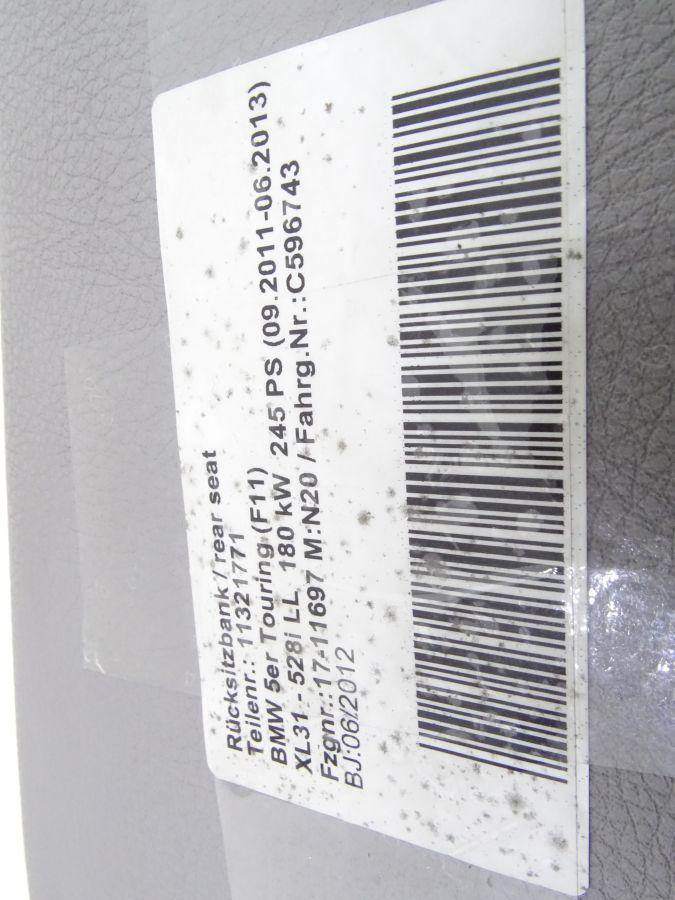 Rücksitzbank / rear seat
Teilenr.: 11321771
BMW 5er Touring (F11)
XL31 - 528i LL 180 kW 245 PS (09.2011-06.2013)
Fzgnr.:17-11697 M:N20 / Fahrg.Nr.:C596743
BJ:06/2012